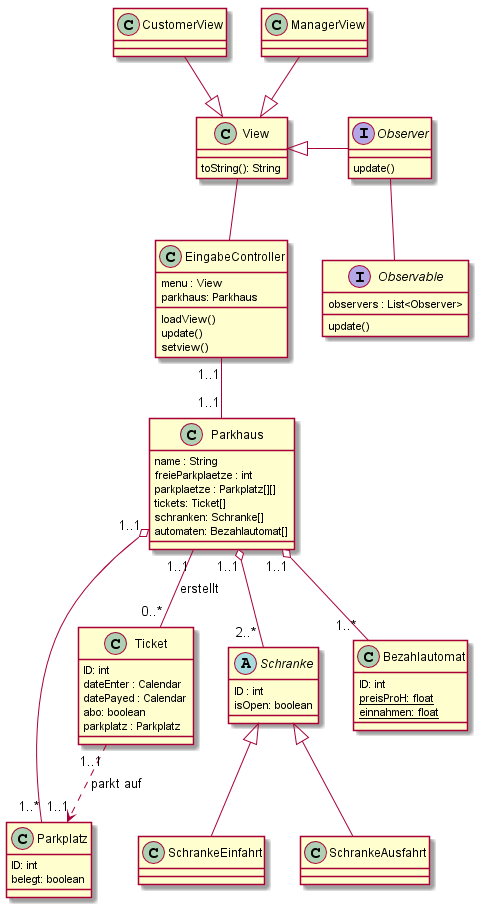 C CustomerView
C ManagerView
C View
toString(): String
I Observer
update()
C EingabeController
menu : View
parkhaus: Parkhaus
loadView()
update()
setview()
I Observable
observers : List<Observer>
update()
1..1
1..1
C Parkhaus
name : String
freieParkplaetze : int
parkplaetze : Parkplatz[][]
tickets: Ticket[]
schranken: Schranke[]
automaten: Bezahlautomat[]
1..1
1..1
1..1
1..1
erstellt
0..*
2..*
1..*
C Ticket
ID: int
dateEnter : Calendar
datePayed : Calendar
abo: boolean
parkplatz : Parkplatz
A Schranke
ID : int
isOpen: boolean
C Bezahlautomat
ID: int
preisProH: float
einnahmen: float
1..1
parkt auf
1..*
1..1
C Parkplatz
ID: int
belegt: boolean
C SchrankeEinfahrt
C SchrankeAusfahrt